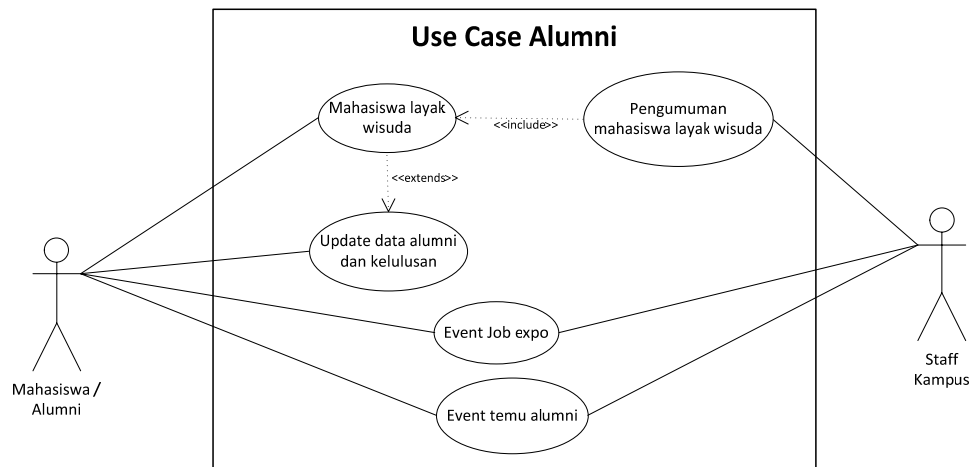 Use Case Alumni
Mahasiswa layak
wisuda
<<include>>
Pengumuman
mahasiswa layak wisuda
<<extends>>
Update data alumni
dan kelulusan
Event Job expo
Event temu alumni
Mahasiswa /
Alumni
Staff
Kampus